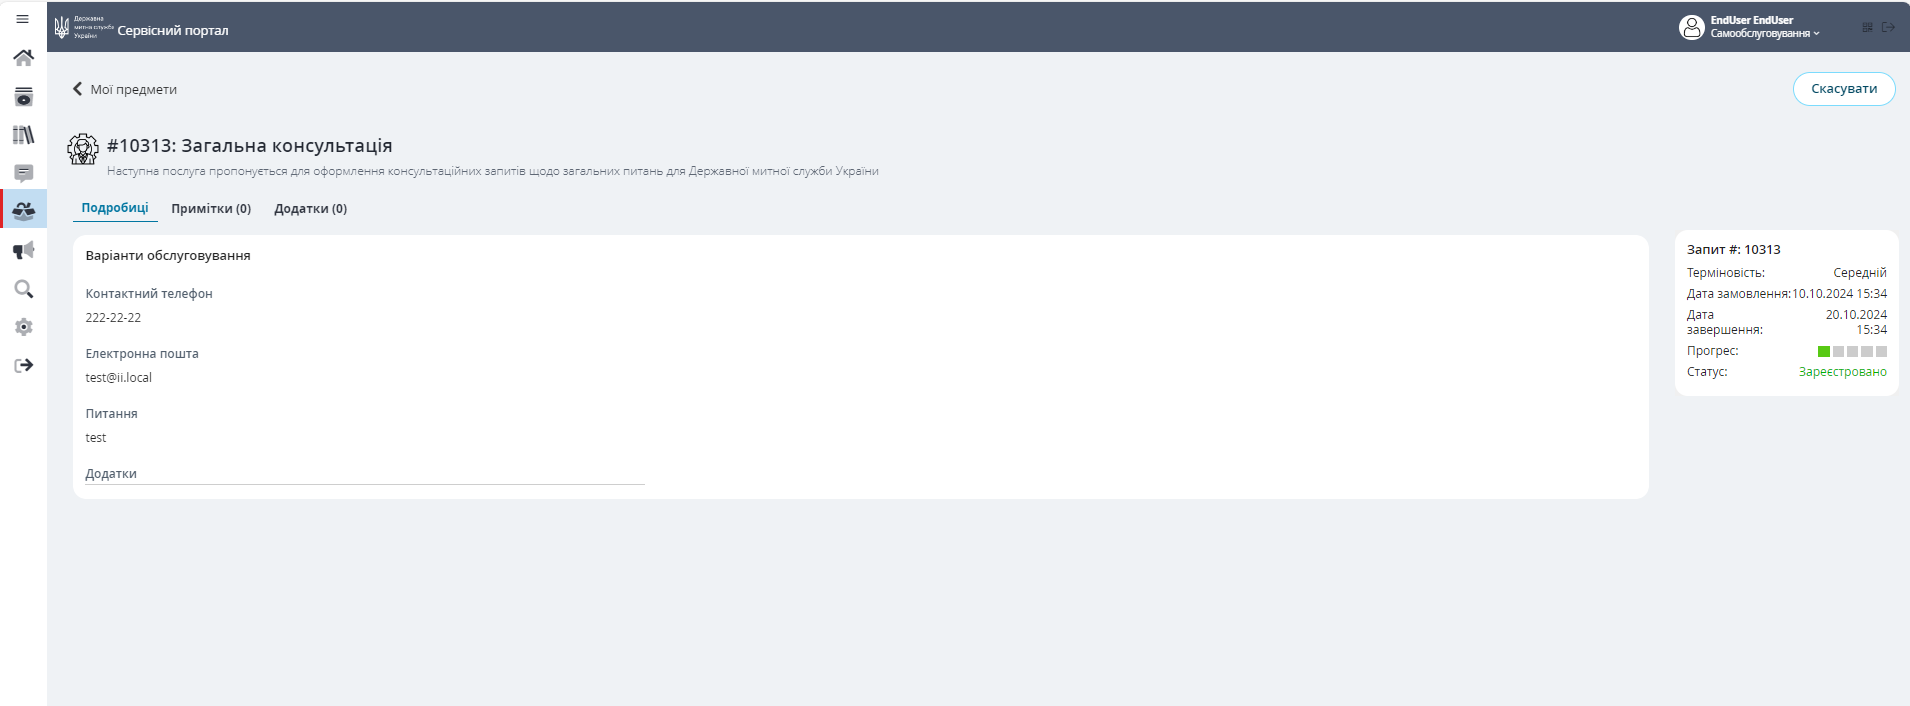 Державна
митна служба
України
Сервісний портал
EndUser EndUser
Самообслуговування
Мої предмети
Скасувати
#10313: Загальна консультація
Наступна послуга пропонується для оформлення консультаційних запитів щодо загальних питань для Державної митної служби України
Подробиці
Примітки (0)
Додатки (0)
Варіанти обслуговування
Контактний телефон
222-22-22
Електронна пошта
test@ii.local
Питання
test
Додатки
Запит #: 10313
Терміновість: Середній
Дата замовлення: 10.10.2024 15:34
Дата завершення: 20.10.2024 15:34
Прогрес:
Статус: Зареєстровано